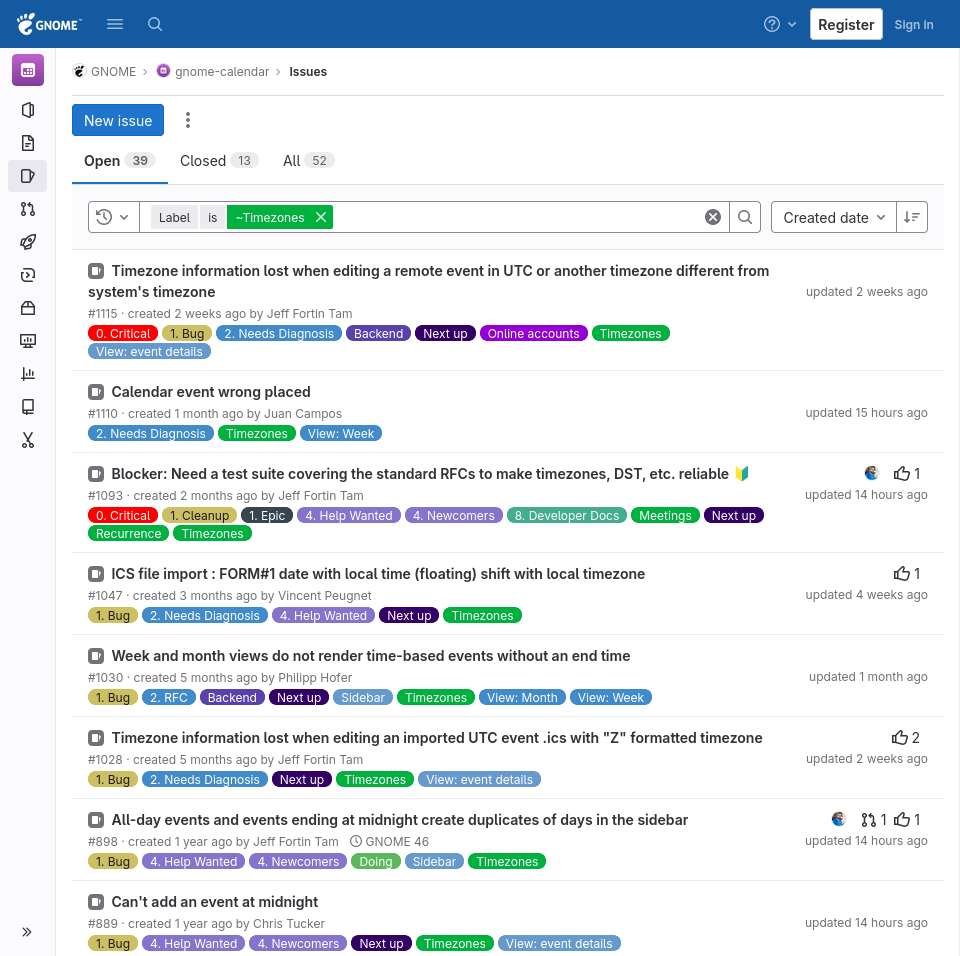 GNOME
Register
Sign in
GNOME › gnome-calendar › Issues
New issue
Open 39 Closed 13 All 52
Label is ~Timezones
Created date
Timezone information lost when editing a remote event in UTC or another timezone different from
system's timezone
updated 2 weeks ago
#1115 · created 2 weeks ago by Jeff Fortin Tam
0. Critical 1. Bug 2. Needs Diagnosis Backend Next up Online accounts Timezones
View: event details
Calendar event wrong placed
#1110 · created 1 month ago by Juan Campos
updated 15 hours ago
2. Needs Diagnosis Timezones View: Week
Blocker: Need a test suite covering the standard RFCs to make timezones, DST, etc. reliable 🔰
1
#1093 · created 2 months ago by Jeff Fortin Tam
updated 14 hours ago
0. Critical 1. Cleanup 1. Epic 4. Help Wanted 4. Newcomers 8. Developer Docs Meetings Next up
Recurrence Timezones
ICS file import : FORM#1 date with local time (floating) shift with local timezone
1
#1047 · created 3 months ago by Vincent Peugnet
updated 4 weeks ago
1. Bug 2. Needs Diagnosis 4. Help Wanted Next up Timezones
Week and month views do not render time-based events without an end time
#1030 · created 5 months ago by Philipp Hofer
updated 1 month ago
1. Bug 2. RFC Backend Next up Sidebar Timezones View: Month View: Week
Timezone information lost when editing an imported UTC event .ics with "Z" formatted timezone
2
#1028 · created 5 months ago by Jeff Fortin Tam
updated 2 weeks ago
1. Bug 2. Needs Diagnosis Next up Timezones View: event details
All-day events and events ending at midnight create duplicates of days in the sidebar
1 1
#898 · created 1 year ago by Jeff Fortin Tam GNOME 46
updated 14 hours ago
1. Bug 4. Help Wanted 4. Newcomers Doing Sidebar Timezones
Can't add an event at midnight
#889 · created 1 year ago by Chris Tucker
updated 14 hours ago
1. Bug 4. Help Wanted 4. Newcomers Next up Timezones View: event details